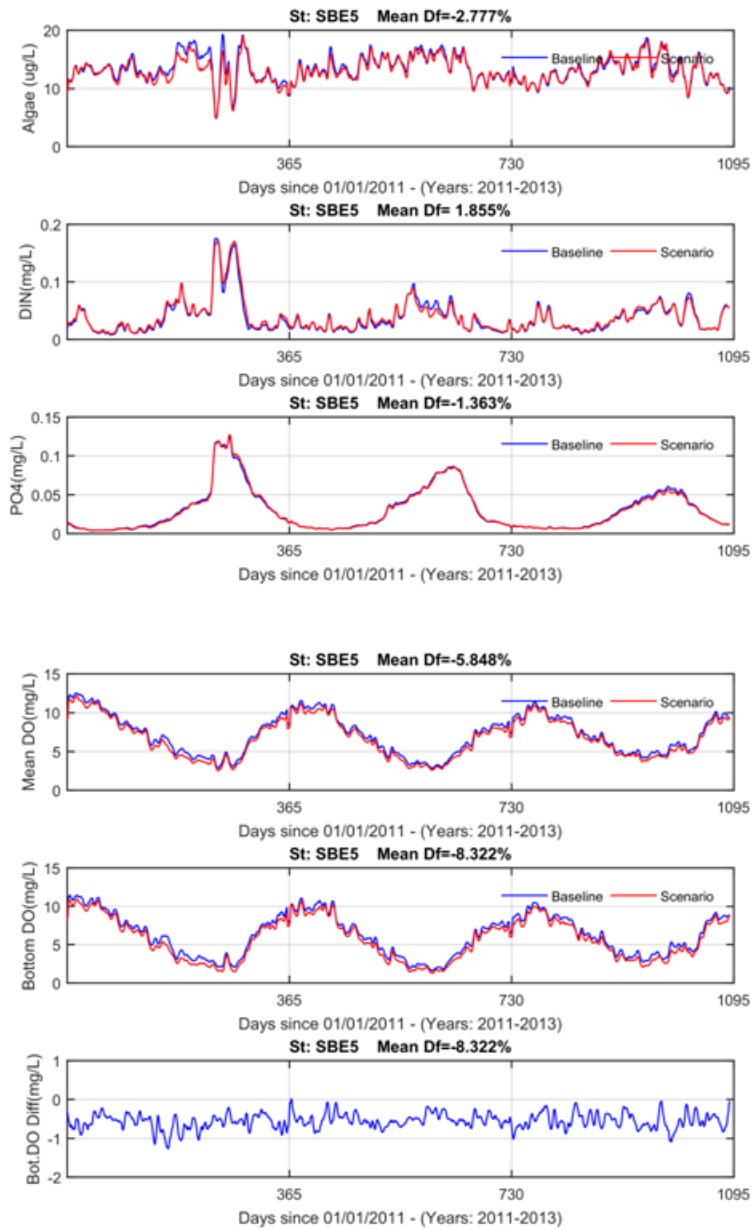 St: SBE5 Mean Df=-2.777%
20
10
0
Algae (ug/L)
Baseline Scenario
365 730 1095
Days since 01/01/2011 - (Years: 2011-2013)
St: SBE5 Mean Df= 1.855%
0.2
0.1
0
DIN(mg/L)
Baseline Scenario
365 730 1095
Days since 01/01/2011 - (Years: 2011-2013)
St: SBE5 Mean Df=-1.363%
0.15
0.1
0.05
0
PO4(mg/L)
Baseline Scenario
365 730 1095
Days since 01/01/2011 - (Years: 2011-2013)
St: SBE5 Mean Df=-5.848%
15
10
5
0
Mean DO(mg/L)
Baseline Scenario
365 730 1095
Days since 01/01/2011 - (Years: 2011-2013)
St: SBE5 Mean Df=-8.322%
15
10
5
0
Bottom DO(mg/L)
Baseline Scenario
365 730 1095
Days since 01/01/2011 - (Years: 2011-2013)
St: SBE5 Mean Df=-8.322%
1
0
-1
-2
Bot.DO Diff(mg/L)
365 730 1095
Days since 01/01/2011 - (Years: 2011-2013)